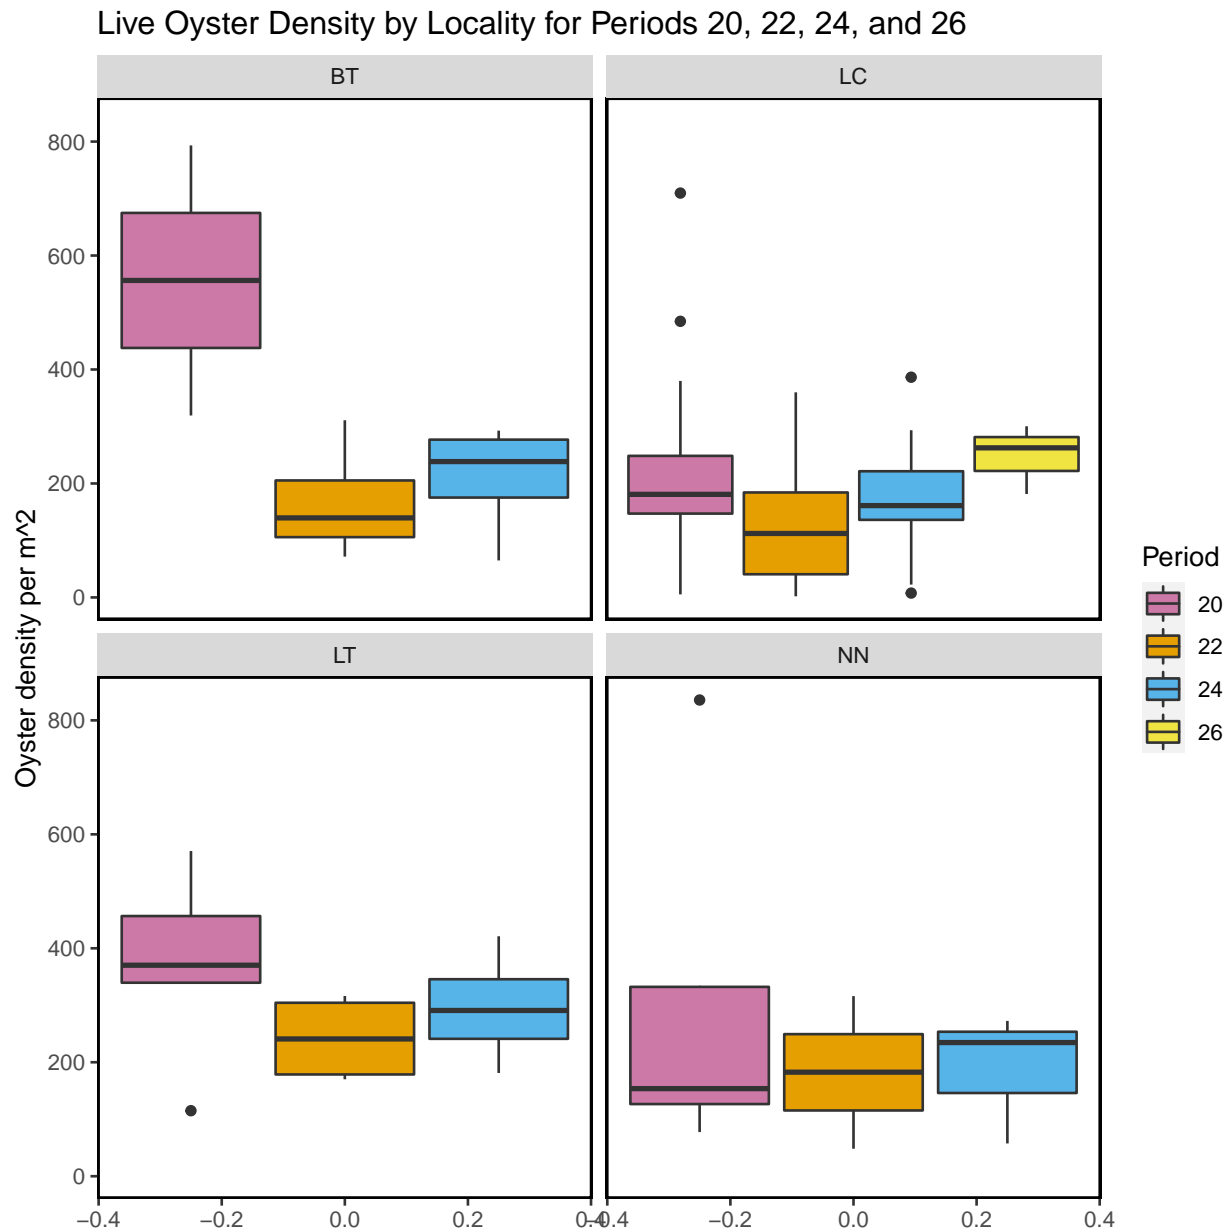 Live Oyster Density by Locality for Periods 20, 22, 24, and 26
BT
LC
800
600
400
200
0
LT
NN
800
600
400
200
0
Oyster density per m^2
−0.4 −0.2 0.0 0.2 0.4
−0.4 −0.2 0.0 0.2 0.4
Period
20
22
24
26